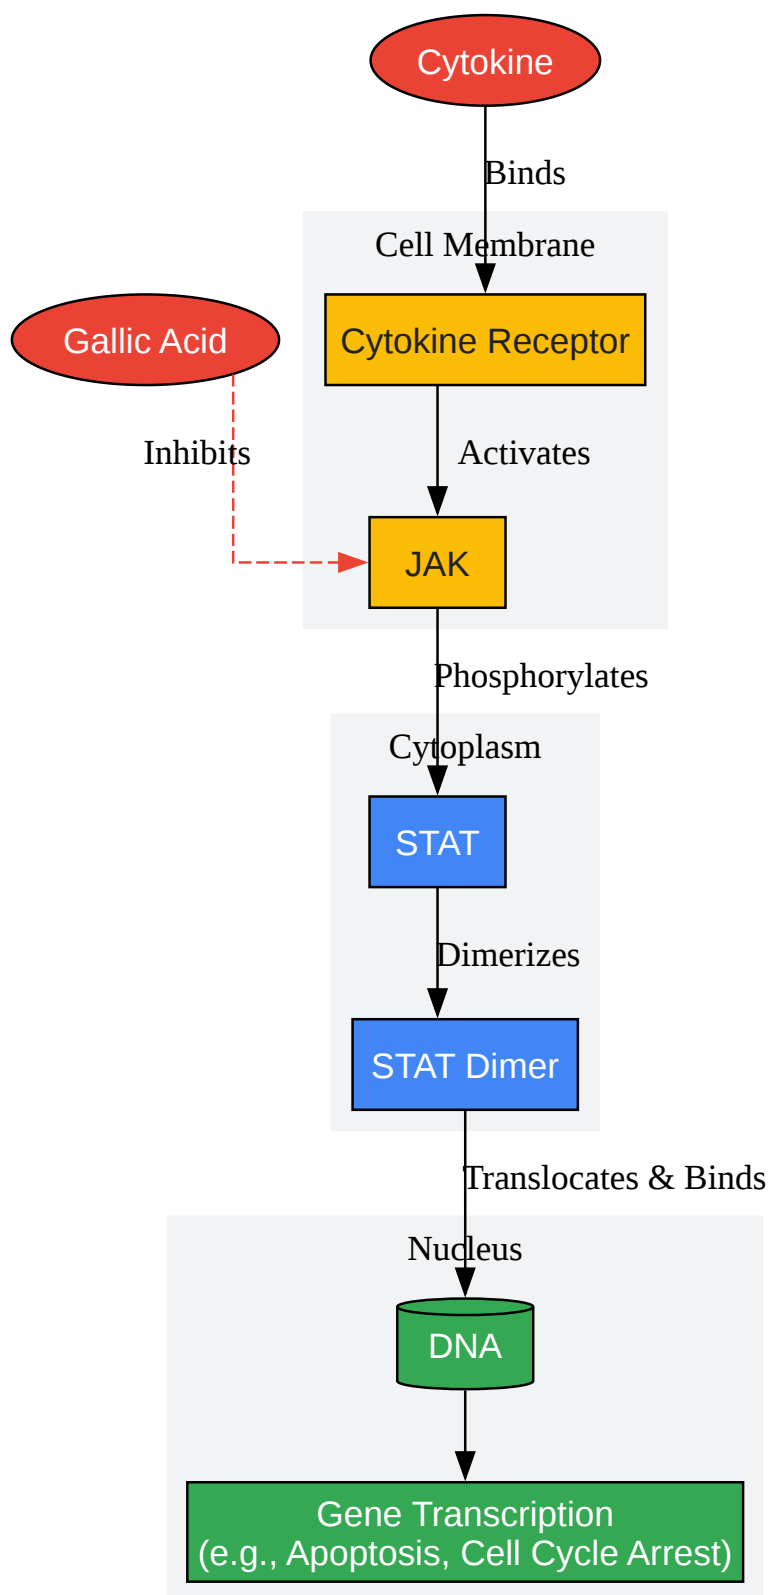 Cytokine
Binds
Cell Membrane
Gallic Acid
Cytokine Receptor
Inhibits
Activates
JAK
Phosphorylates
Cytoplasm
STAT
Dimerizes
STAT Dimer
Translocates & Binds
Nucleus
DNA
Gene Transcription
(e.g., Apoptosis, Cell Cycle Arrest)